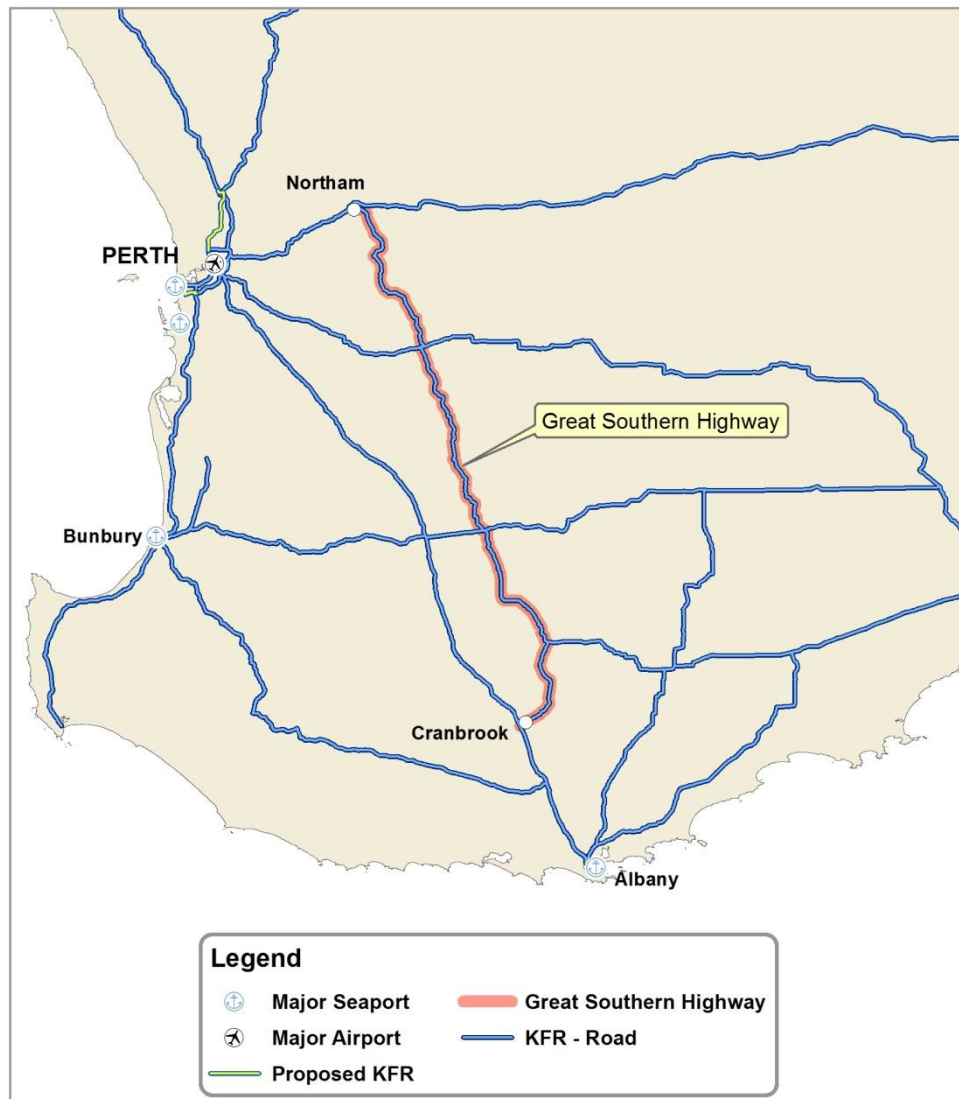 Northam
PERTH
Great Southern Highway
Bunbury
Cranbrook
Albany
Legend
Major Seaport
Great Southern Highway
Major Airport
KFR - Road
Proposed KFR